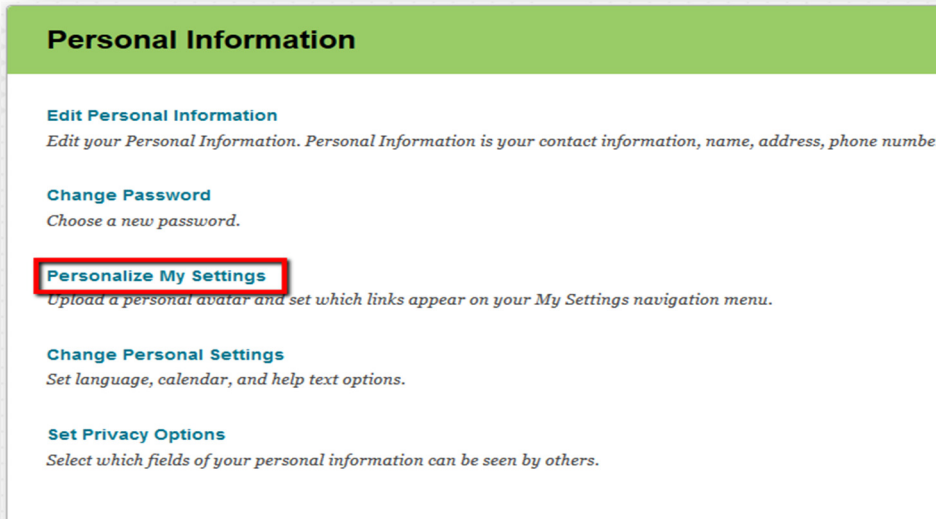 Personal Information
Edit Personal Information
Edit your Personal Information. Personal Information is your contact information, name, address, phone numbe
Change Password
Choose a new password.
Personalize My Settings
Upload a personal avatar and set which links appear on your My Settings navigation menu.
Change Personal Settings
Set language, calendar, and help text options.
Set Privacy Options
Select which fields of your personal information can be seen by others.